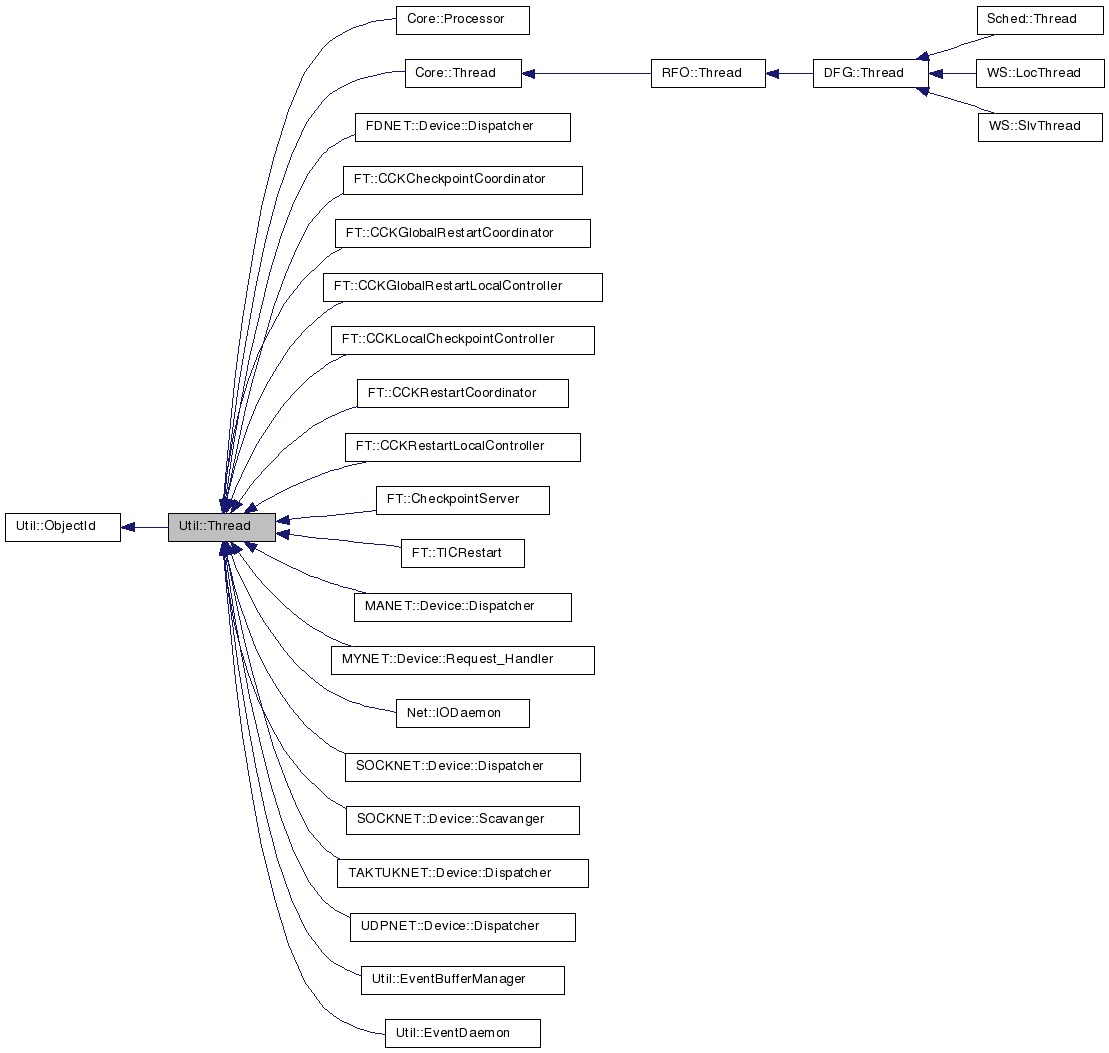 Core::Processor
Sched::Thread
Core::Thread
RFO::Thread
DFG::Thread
WS::LocThread
FDNET::Device::Dispatcher
WS::SlvThread
FT::CCKCheckpointCoordinator
FT::CCKGlobalRestartCoordinator
FT::CCKGlobalRestartLocalController
FT::CCKLocalCheckpointController
FT::CCKRestartCoordinator
FT::CCKRestartLocalController
FT::CheckpointServer
Util::ObjectId
Util::Thread
FT::TICRestart
MANET::Device::Dispatcher
MYNET::Device::Request_Handler
Net::IODaemon
SOCKNET::Device::Dispatcher
SOCKNET::Device::Scavanger
TAKTUKNET::Device::Dispatcher
UDPNET::Device::Dispatcher
Util::EventBufferManager
Util::EventDaemon